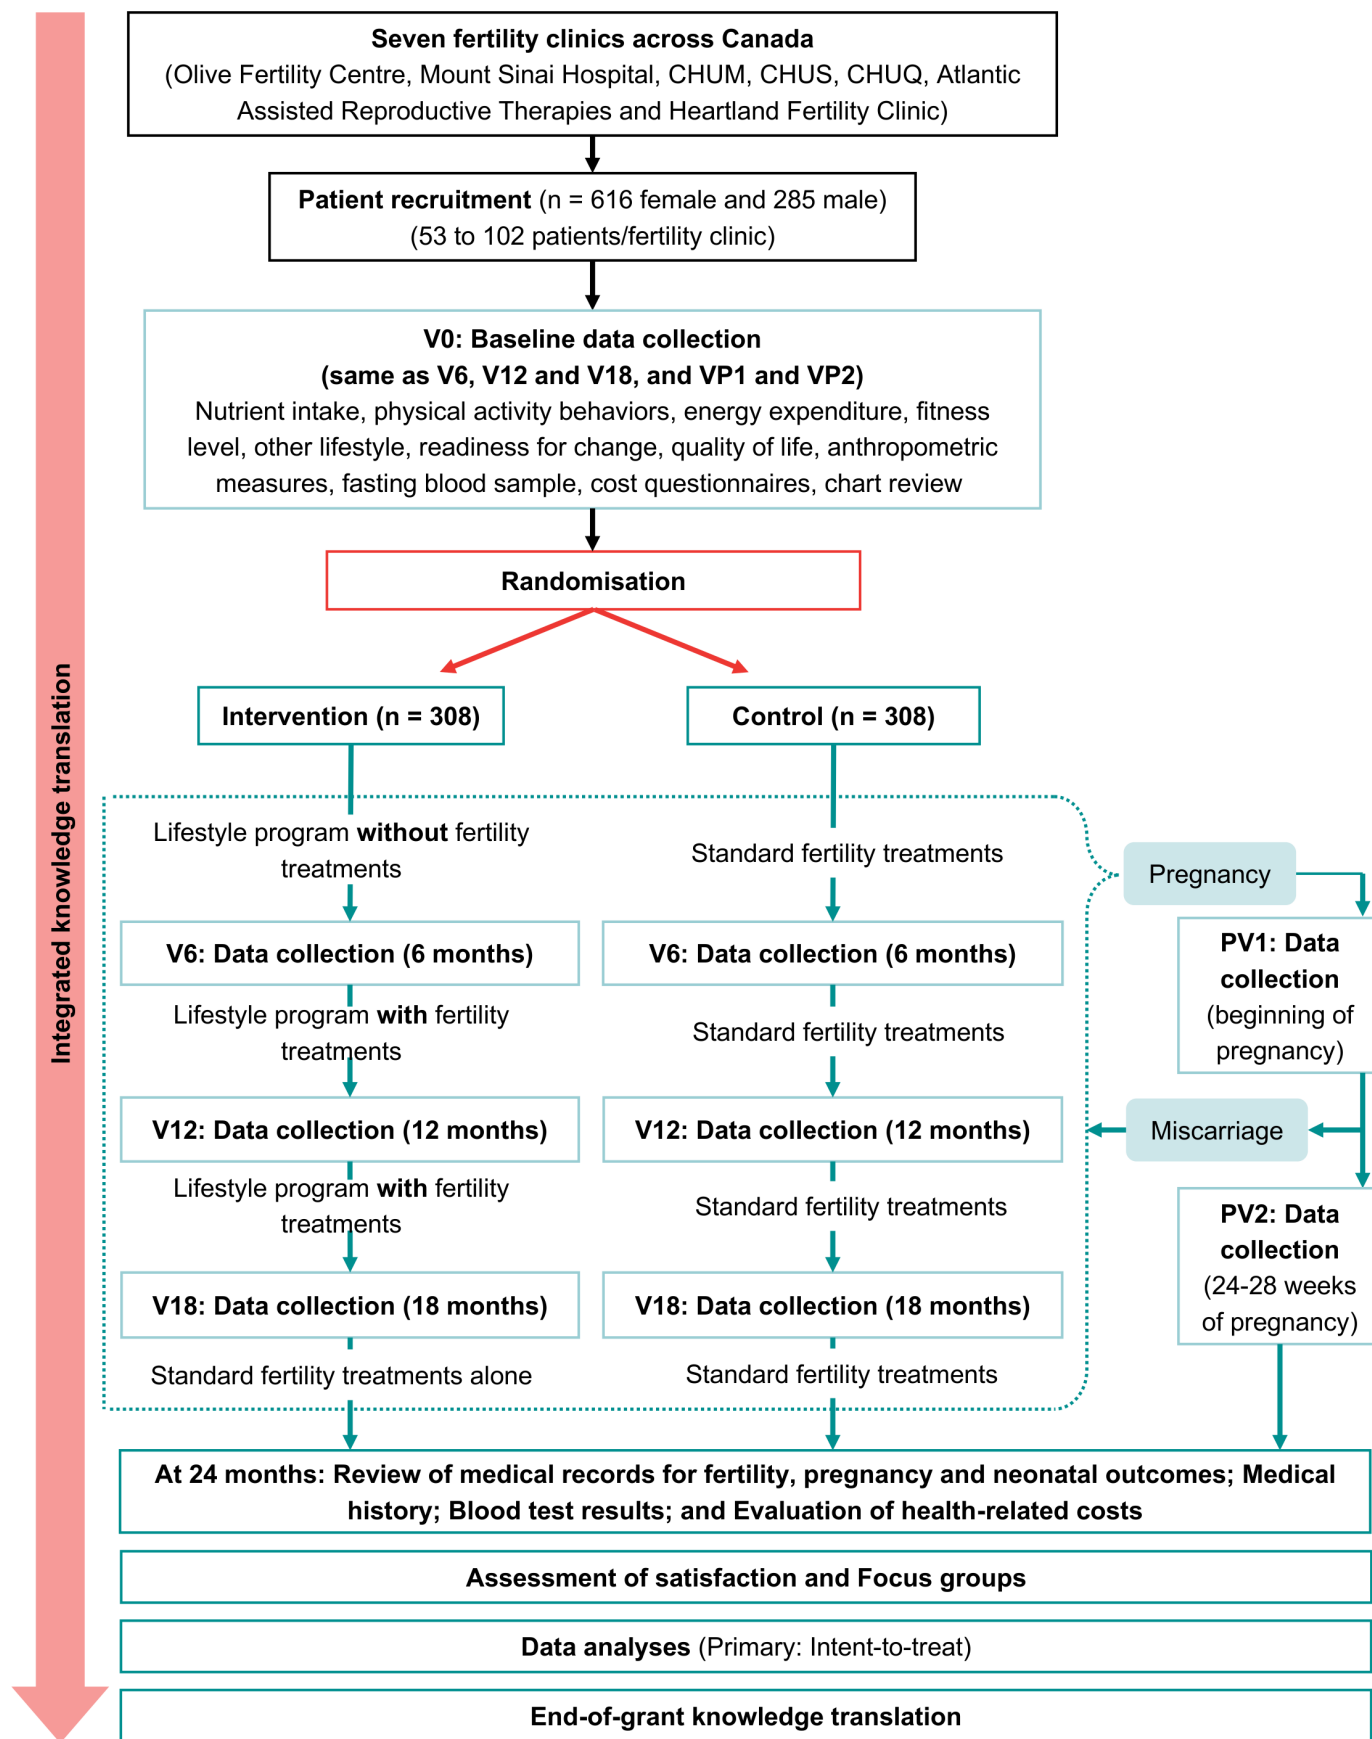 Seven fertility clinics across Canada
(Olive Fertility Centre, Mount Sinai Hospital, CHUM, CHUS, CHUQ, Atlantic
Assisted Reproductive Therapies and Heartland Fertility Clinic)
Patient recruitment (n = 616 female and 285 male)
(53 to 102 patients/fertility clinic)
V0: Baseline data collection
(same as V6, V12 and V18, and VP1 and VP2)
Nutrient intake, physical activity behaviors, energy expenditure, fitness
level, other lifestyle, readiness for change, quality of life, anthropometric
measures, fasting blood sample, cost questionnaires, chart review
Randomisation
Integrated knowledge translation
Intervention (n = 308)
Control (n = 308)
Lifestyle program without fertility
treatments
Standard fertility treatments
Pregnancy
V6: Data collection (6 months)
V6: Data collection (6 months)
PV1: Data
collection
(beginning of
pregnancy)
Lifestyle program with fertility
treatments
Standard fertility treatments
V12: Data collection (12 months)
V12: Data collection (12 months)
Miscarriage
Lifestyle program with fertility
treatments
Standard fertility treatments
PV2: Data
collection
(24-28 weeks
of pregnancy)
V18: Data collection (18 months)
V18: Data collection (18 months)
Standard fertility treatments alone
Standard fertility treatments
At 24 months: Review of medical records for fertility, pregnancy and neonatal outcomes; Medical
history; Blood test results; and Evaluation of health-related costs
Assessment of satisfaction and Focus groups
Data analyses (Primary: Intent-to-treat)
End-of-grant knowledge translation